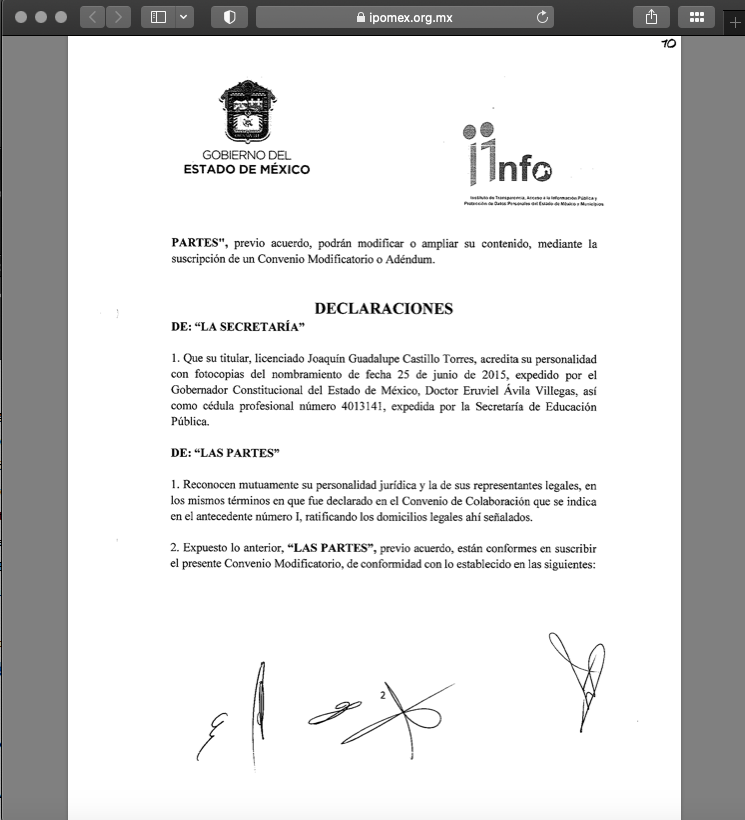 ipomex.org.mx
10
GOBIERNO DEL
ESTADO DE MÉXICO
Info
Instituto de Transparencia, Acceso a la Información Pública y
Protección de Datos Personales del Estado de México y Municipios
PARTES", previo acuerdo, podrán modificar o ampliar su contenido, mediante la
suscripción de un Convenio Modificatorio o Adéndum.
DECLARACIONES
DE: “LA SECRETARÍA”
1. Que su titular, licenciado Joaquín Guadalupe Castillo Torres, acredita su personalidad
con fotocopias del nombramiento de fecha 25 de junio de 2015, expedido por el
Gobernador Constitucional del Estado de México, Doctor Eruviel Ávila Villegas, así
como cédula profesional número 4013141, expedida por la Secretaría de Educación
Pública.
DE: “LAS PARTES”
1. Reconocen mutuamente su personalidad jurídica y la de sus representantes legales, en
los mismos términos en que fue declarado en el Convenio de Colaboración que se indica
en el antecedente número I, ratificando los domicilios legales ahí señalados.
2. Expuesto lo anterior, “LAS PARTES”, previo acuerdo, están conformes en suscribir
el presente Convenio Modificatorio, de conformidad con lo establecido en las siguientes:
2